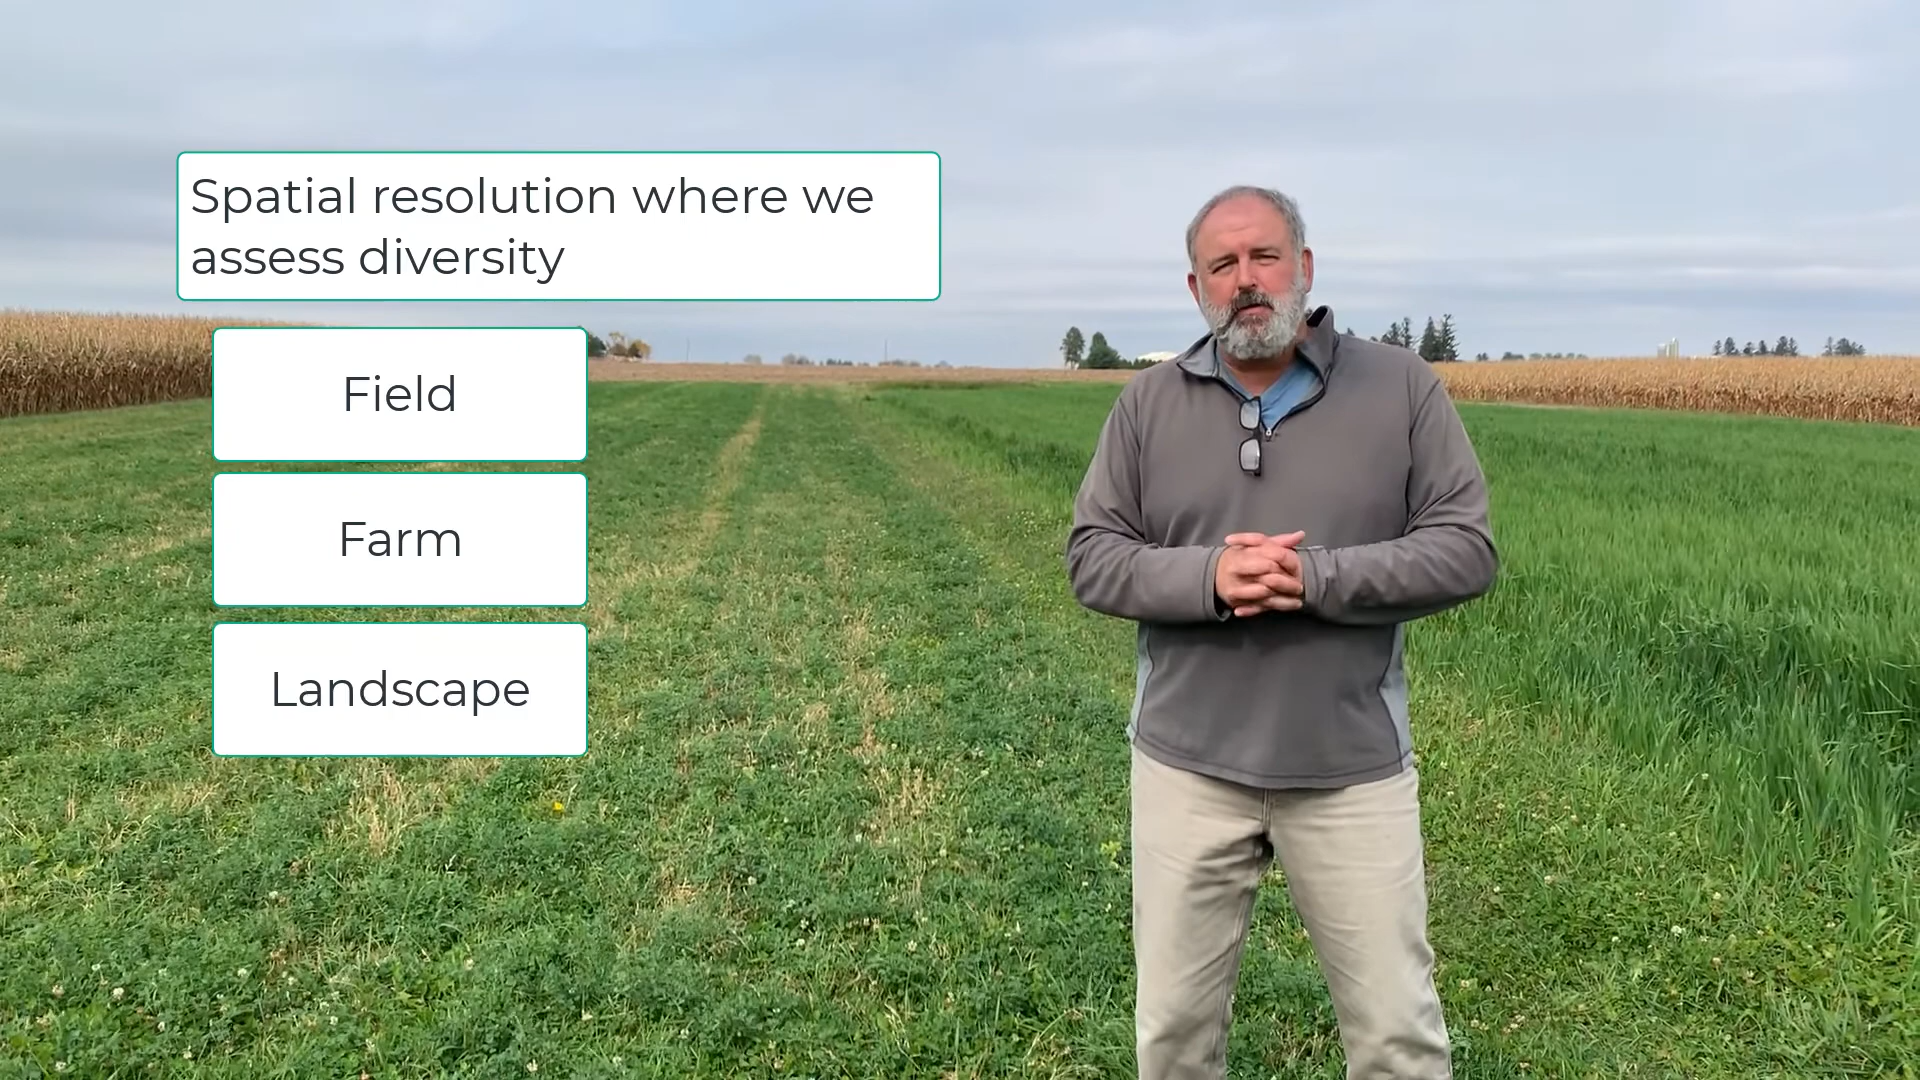 Spatial resolution where we
assess diversity
Field
Farm
Landscape